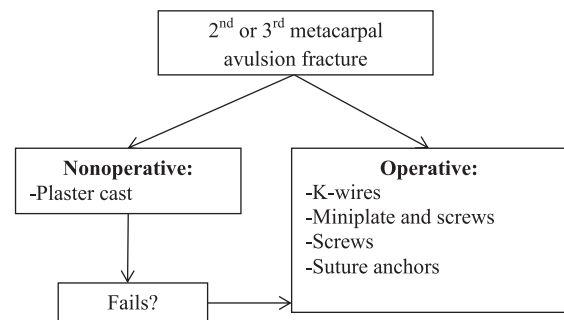 2nd or 3rd metacarpal
avulsion fracture
Nonoperative:
-Plaster cast
Operative:
-K-wires
-Miniplate and screws
-Screws
-Suture anchors
Fails?